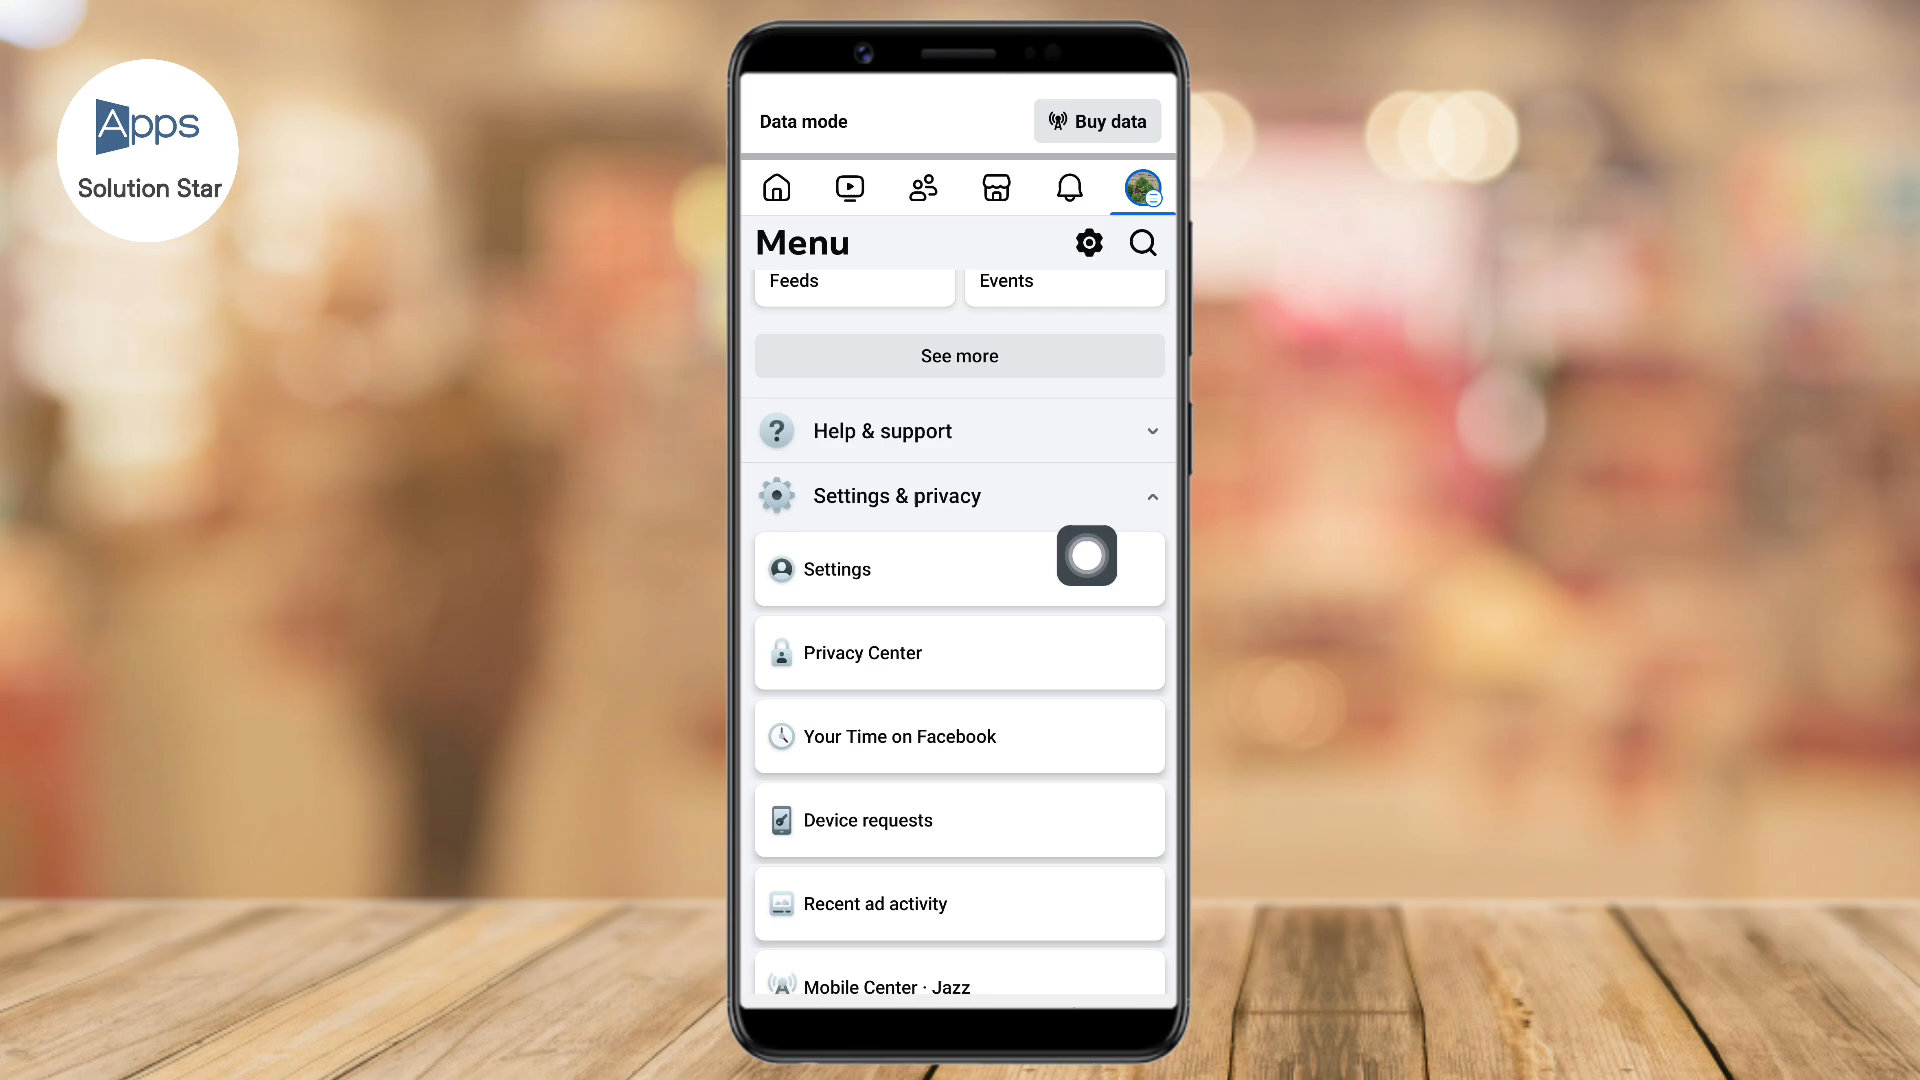 Apps
Solution Star
Data mode
Buy data
Menu
Feeds
Events
See more
Help & support
Settings & privacy
Settings
Privacy Center
Your Time on Facebook
Device requests
Recent ad activity
Mobile Center · Jazz